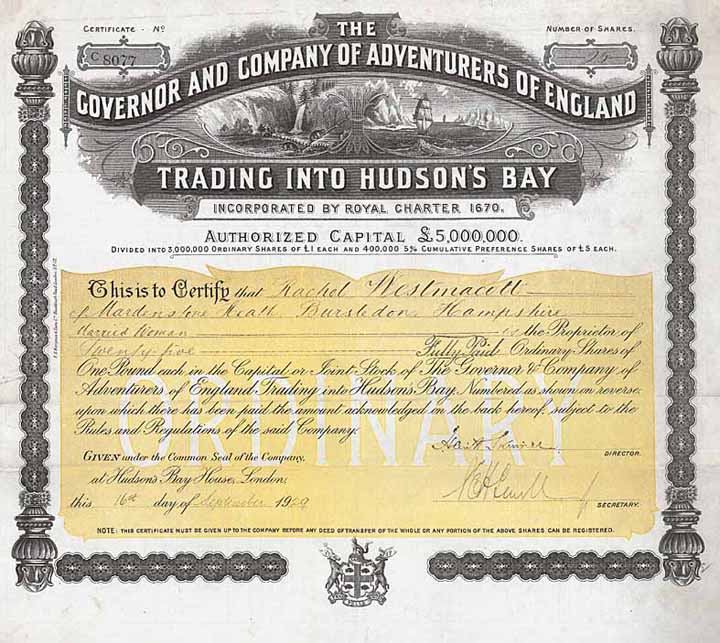 CERTIFICATE - Nº
C 8077
NUMBER OF SHARES.
25
THE
GOVERNOR AND COMPANY OF ADVENTURERS OF ENGLAND
TRADING INTO HUDSON'S BAY
INCORPORATED BY ROYAL CHARTER 1670.
AUTHORIZED CAPITAL £5,000,000.
DIVIDED INTO 3,000,000 ORDINARY SHARES OF £1 EACH AND 400,000 5% CUMULATIVE PREFERENCE SHARES OF £5 EACH.
This is to Certify that Rachel Westmacott
of Heath, Bursledon, Hampshire
Married Woman is the Proprietor of
Twenty five Fully Paid Ordinary Shares of
One Pound each in the Capital or Joint Stock of The Governor & Company of
Adventurers of England Trading into Hudson's Bay. Numbered as shown on reverse
upon which there has been paid the amount acknowledged on the back hereof, subject to the
Rules and Regulations of the said Company.
ORDINARY
GIVEN under the Common Seal of the Company,
DIRECTOR.
at Hudson's Bay House, London,
this 16th day of September 1929
SECRETARY.
NOTE: THIS CERTIFICATE MUST BE GIVEN UP TO THE COMPANY BEFORE ANY DEED OF TRANSFER OF THE WHOLE OR ANY PORTION OF THE ABOVE SHARES CAN BE REGISTERED.